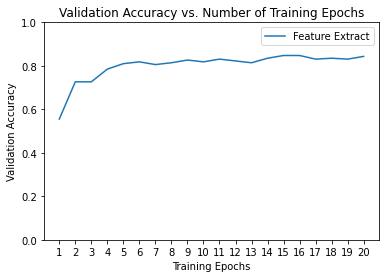 Validation Accuracy vs. Number of Training Epochs
Feature Extract
Validation Accuracy
1.0
0.8
0.6
0.4
0.2
0.0
1 2 3 4 5 6 7 8 9 10 11 12 13 14 15 16 17 18 19 20
Training Epochs